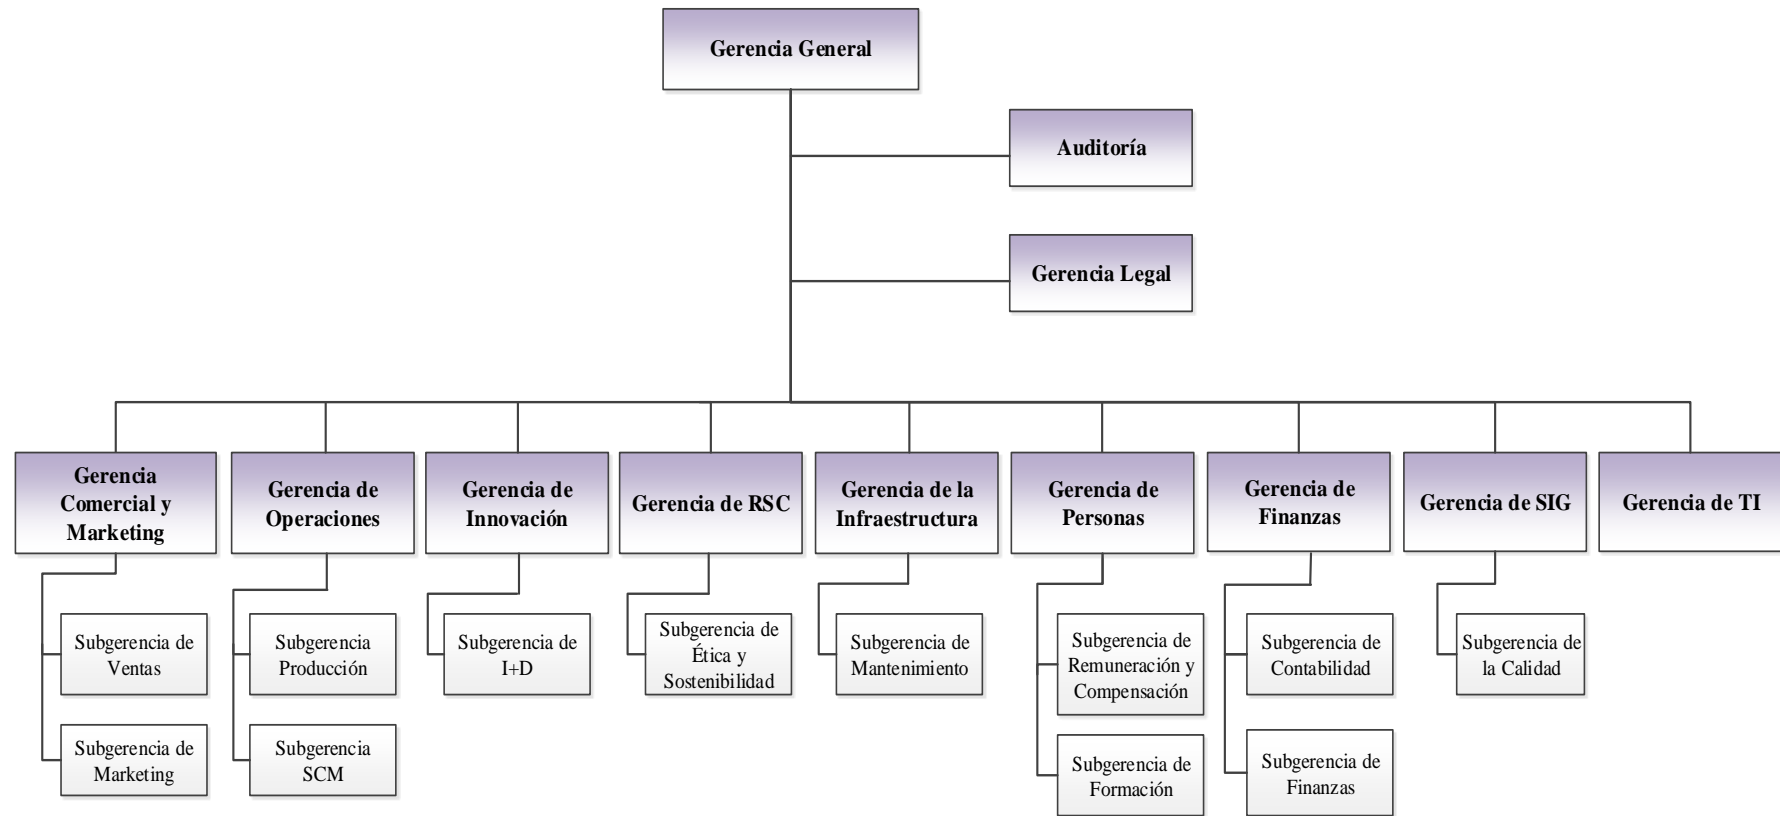 Gerencia General
Auditoría
Gerencia Legal
Gerencia
Comercial y
Marketing
Gerencia de
Operaciones
Gerencia de
Innovación
Gerencia de RSC
Gerencia de la
Infraestructura
Gerencia de
Personas
Gerencia de
Finanzas
Gerencia de SIG
Gerencia de TI
Subgerencia de
Ventas
Subgerencia
Producción
Subgerencia de
I+D
Subgerencia de
Ética y
Sostenibilidad
Subgerencia de
Mantenimiento
Subgerencia de
Remuneración y
Compensación
Subgerencia de
Contabilidad
Subgerencia de
la Calidad
Subgerencia de
Marketing
Subgerencia
SCM
Subgerencia de
Formación
Subgerencia de
Finanzas